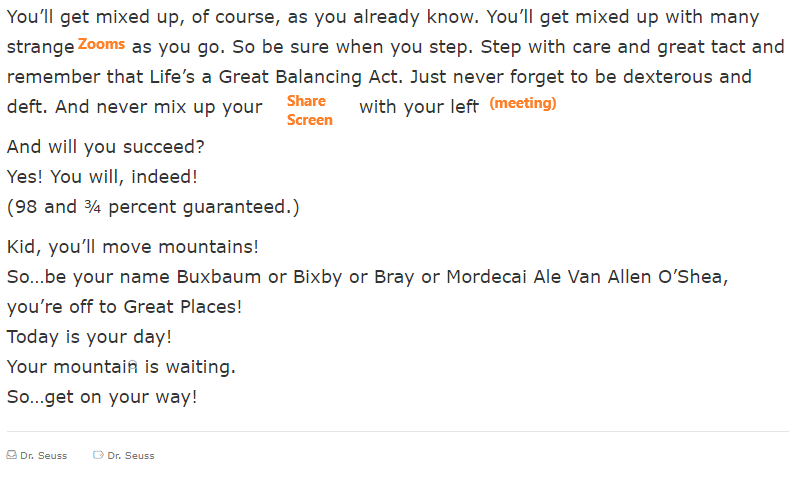 You’ll get mixed up, of course, as you already know. You’ll get mixed up with many
strange Zooms as you go. So be sure when you step. Step with care and great tact and
remember that Life’s a Great Balancing Act. Just never forget to be dexterous and
deft. And never mix up your Share Screen with your left (meeting)
And will you succeed?
Yes! You will, indeed!
(98 and ¾ percent guaranteed.)
Kid, you’ll move mountains!
So…be your name Buxbaum or Bixby or Bray or Mordecai Ale Van Allen O’Shea,
you’re off to Great Places!
Today is your day!
Your mountain is waiting.
So…get on your way!
Dr. Seuss Dr. Seuss